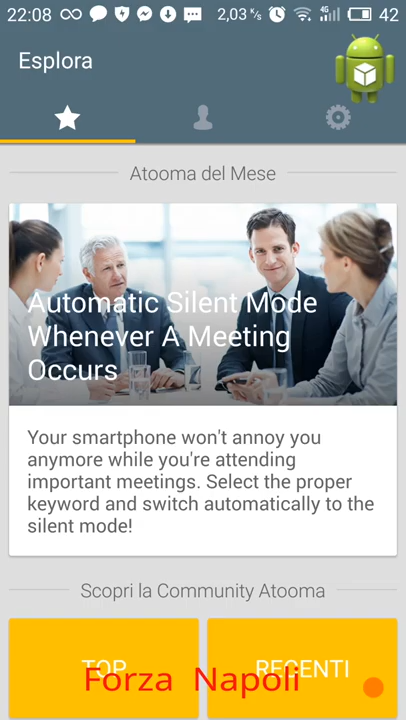 22:08 2,03 K/s 4G 42
Esplora
Atooma del Mese
Automatic Silent Mode
Whenever A Meeting
Occurs
Your smartphone won't annoy you
anymore while you're attending
important meetings. Select the proper
keyword and switch automatically to the
silent mode!
Scopri la Community Atooma
TOP RECENTI
Forza Napoli